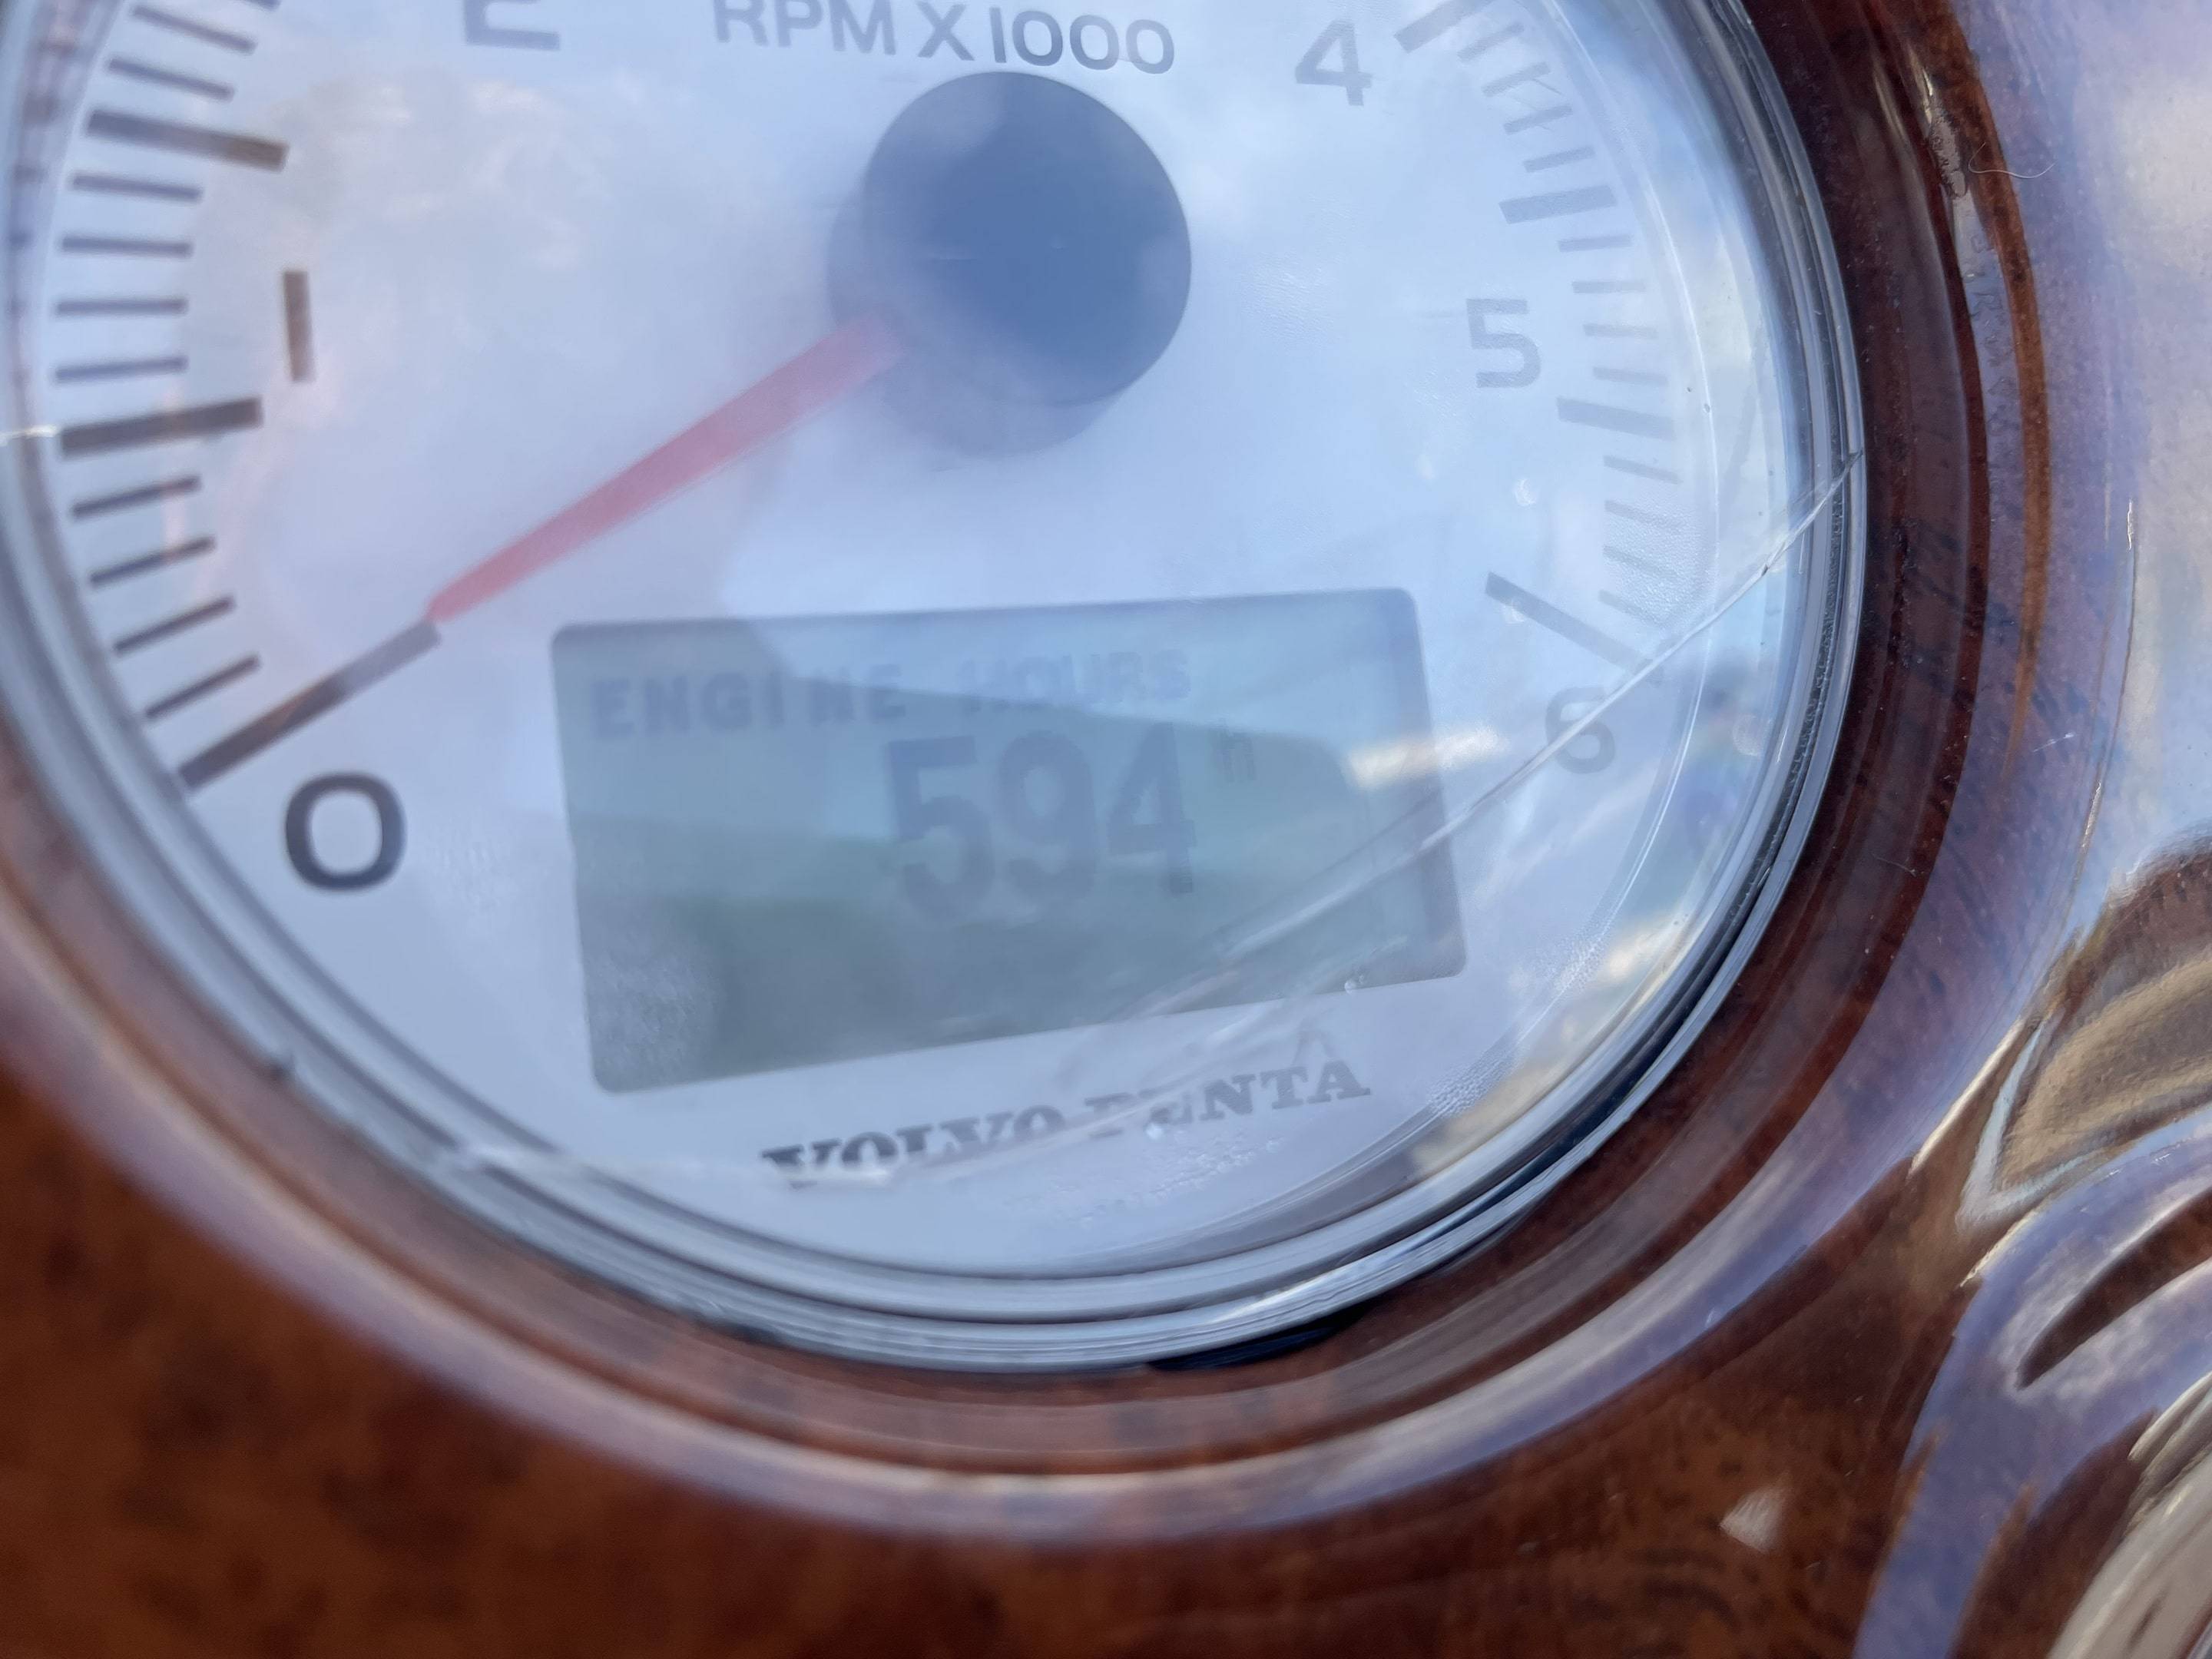 RPM X 1000
4
5
6
0
ENGINE HOURS
594 h
VOLVO PENTA